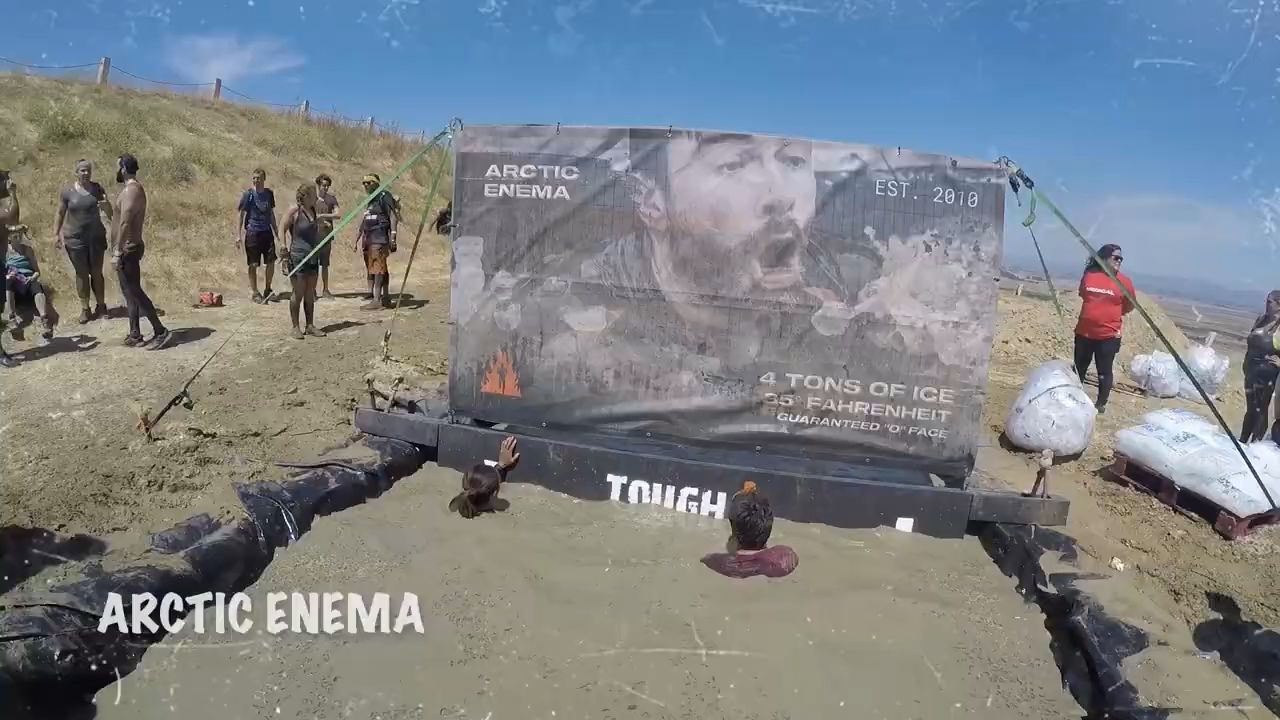 ARCTIC
ENEMA
EST. 2010
4 TONS OF ICE
35° FAHRENHEIT
GUARANTEED "O" FACE
TOUGH
ARCTIC ENEMA